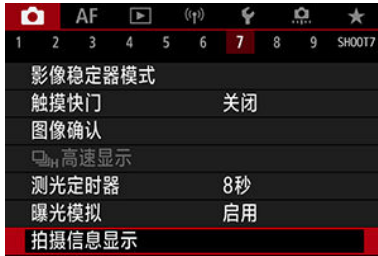 AF
1 2 3 4 5 6 7 8 9 SHOOT7
影像稳定器模式
触摸快门 关闭
图像确认
H高速显示
测光定时器 8秒
曝光模拟 启用
拍摄信息显示